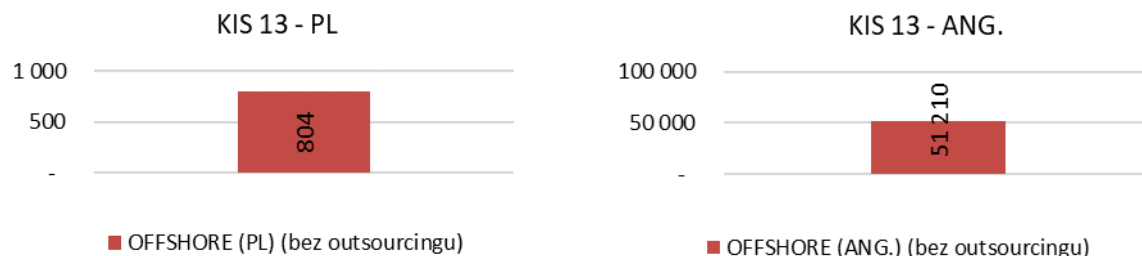 KIS 13 - PL
1 000
500
-
804
OFFSHORE (PL) (bez outsourcingu)
KIS 13 - ANG.
100 000
50 000
-
51 210
OFFSHORE (ANG.) (bez outsourcingu)